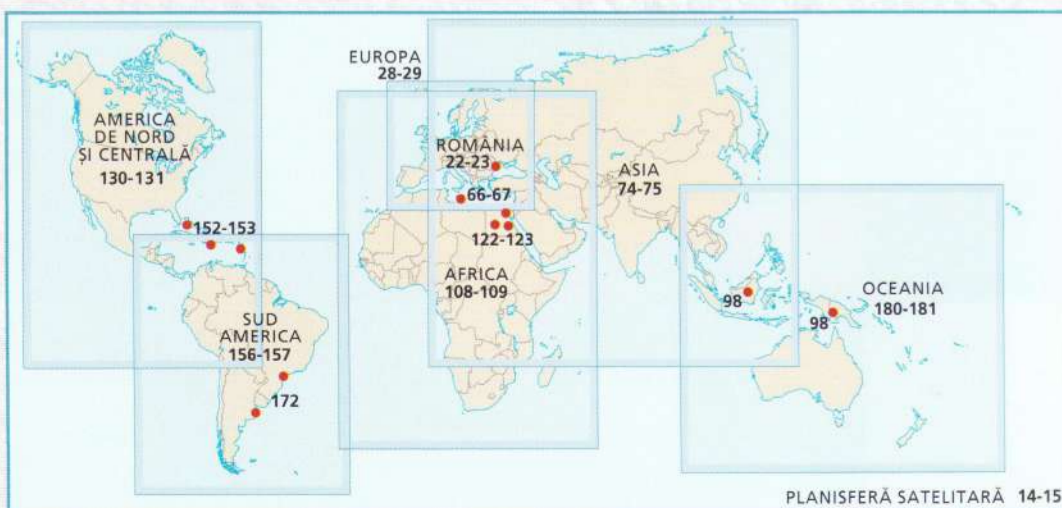 EUROPA
28-29
AMERICA
DE NORD
ȘI CENTRALĂ
130-131
ROMÂNIA
22-23
ASIA
74-75
66-67
152-153
122-123
AFRICA
108-109
98
98
OCEANIA
180-181
SUD
AMERICA
156-157
172
PLANISFERĂ SATELITARĂ 14-15